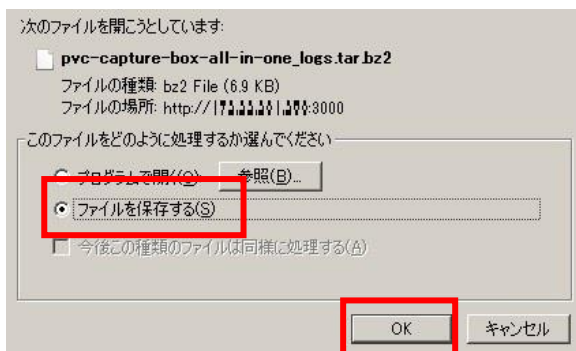 次のファイルを開こうとしています:
pvc-capture-box-all-in-one_logs.tar.bz2
ファイルの種類: bz2 File (6.9 KB)
ファイルの場所: http:// :3000
このファイルをどのように処理するか選んでください
プログラムで開く(O) 参照(B)...
ファイルを保存する(S)
今後この種類のファイルは同様に処理する(A)
OK キャンセル